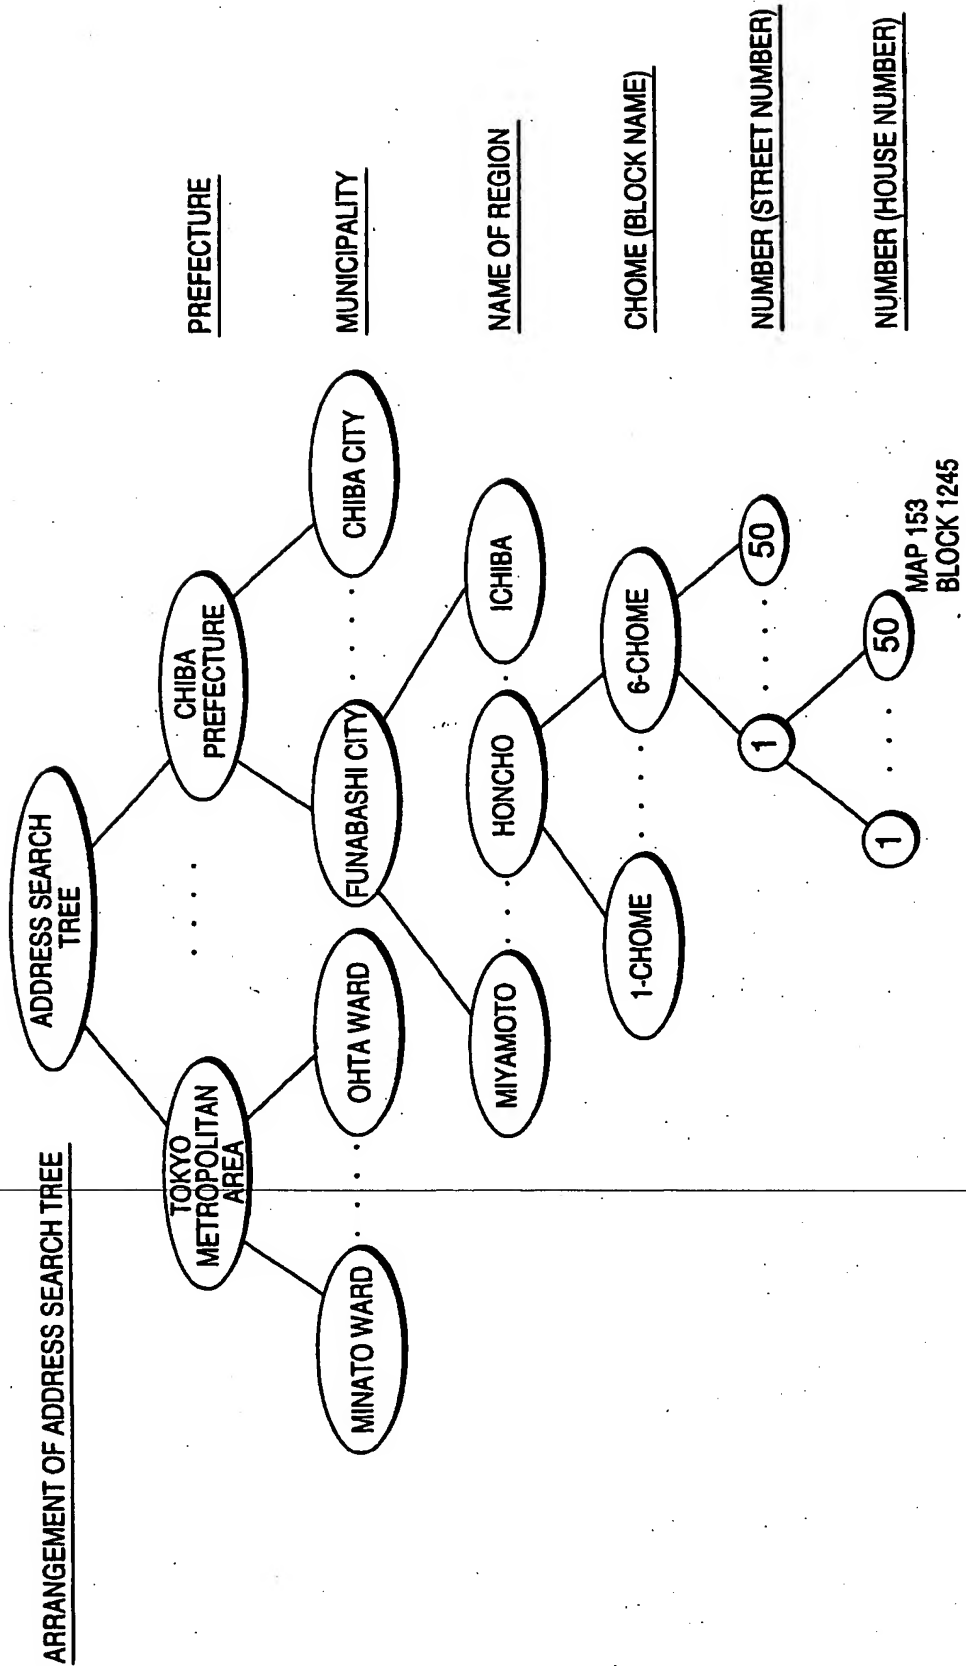 ARRANGEMENT OF ADDRESS SEARCH TREE
ADDRESS SEARCH
TREE
TOKYO
METROPOLITAN
AREA
. . . .
CHIBA
PREFECTURE
PREFECTURE
MINATO WARD
. . . .
OHTA WARD
FUNABASHI CITY
. . . .
CHIBA CITY
MUNICIPALITY
MIYAMOTO
. . .
HONCHO
.
ICHIBA
NAME OF REGION
1-CHOME
. . . .
6-CHOME
CHOME (BLOCK NAME)
1
. . . .
50
NUMBER (STREET NUMBER)
1
. . . .
50
MAP 153
BLOCK 1245
NUMBER (HOUSE NUMBER)